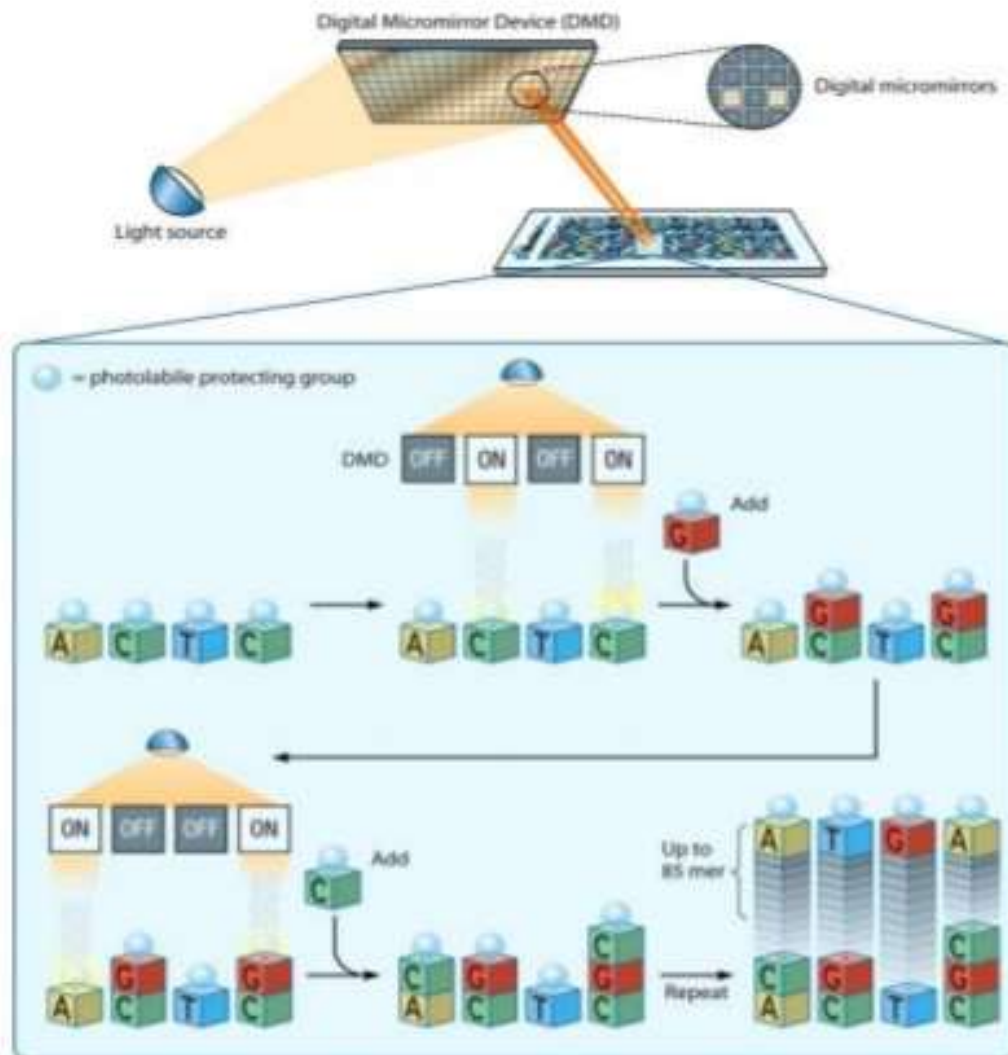 Digital Micromirror Device (DMD)
Digital micromirrors
Light source
= photolabile protecting group
DMD OFF ON OFF ON
Add
G
G G
A C T C A C T C A C T C
ON OFF OFF ON
Add
C
A T G A
Up to
85 mer
C C
G G C G G C G G
A C T C A C T C Repeat A C T C